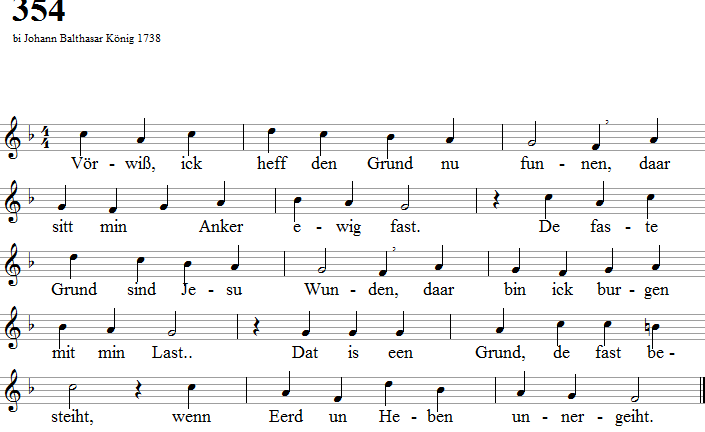 354
bi Johann Balthasar König 1738
4 4
Vör - wiß, ick heff den Grund nu fun - nen, daar
sitt min Anker e - wig fast. De fas - te
Grund sind Je - su Wun - den, daar bin ick bur - gen
mit min Last.. Dat is een Grund, de fast be -
steiht, wenn Eerd un He - ben un - ner - geiht.